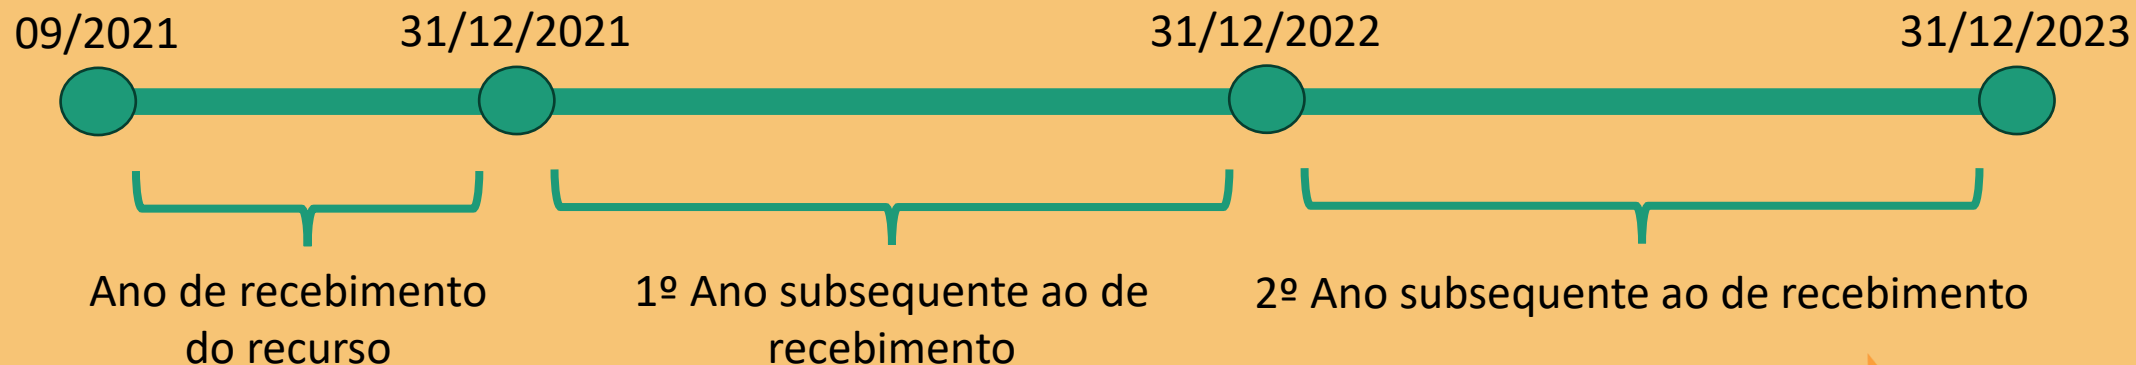 09/2021
31/12/2021
31/12/2022
31/12/2023
Ano de recebimento
do recurso
1º Ano subsequente ao de
recebimento
2º Ano subsequente ao de recebimento